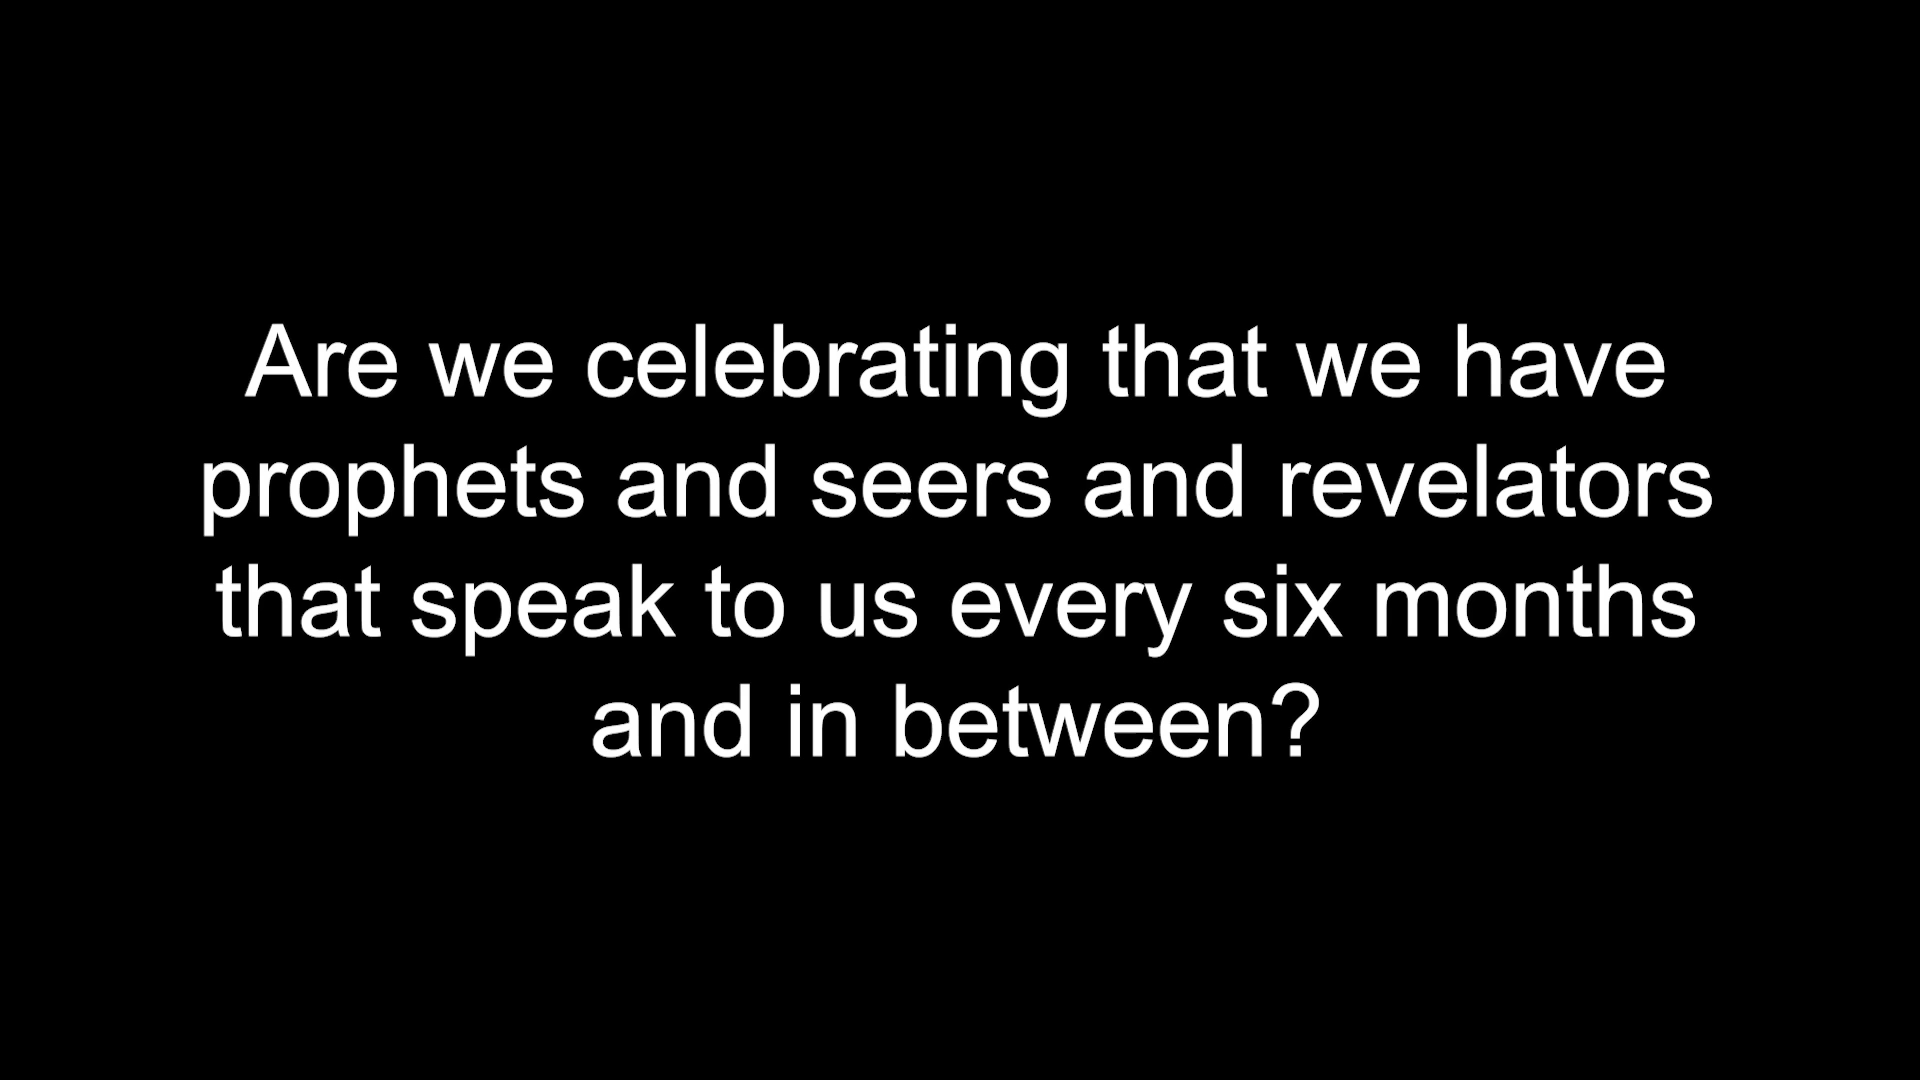 Are we celebrating that we have
prophets and seers and revelators
that speak to us every six months
and in between?